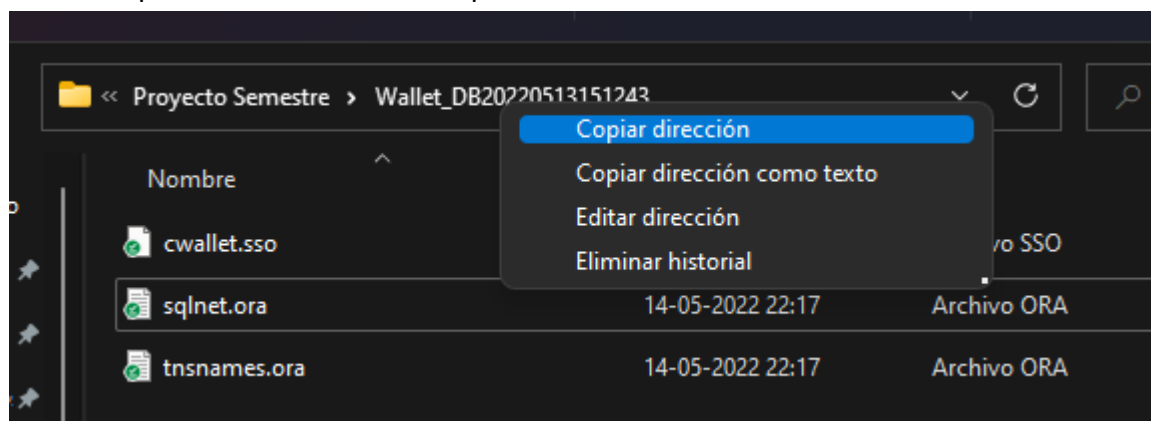 « Proyecto Semestre > Wallet_DB20220513151243
Copiar dirección
Nombre
Copiar dirección como texto
Editar dirección
cwallet.sso
vo SSO
Eliminar historial
sqlnet.ora 14-05-2022 22:17 Archivo ORA
tnsnames.ora 14-05-2022 22:17 Archivo ORA